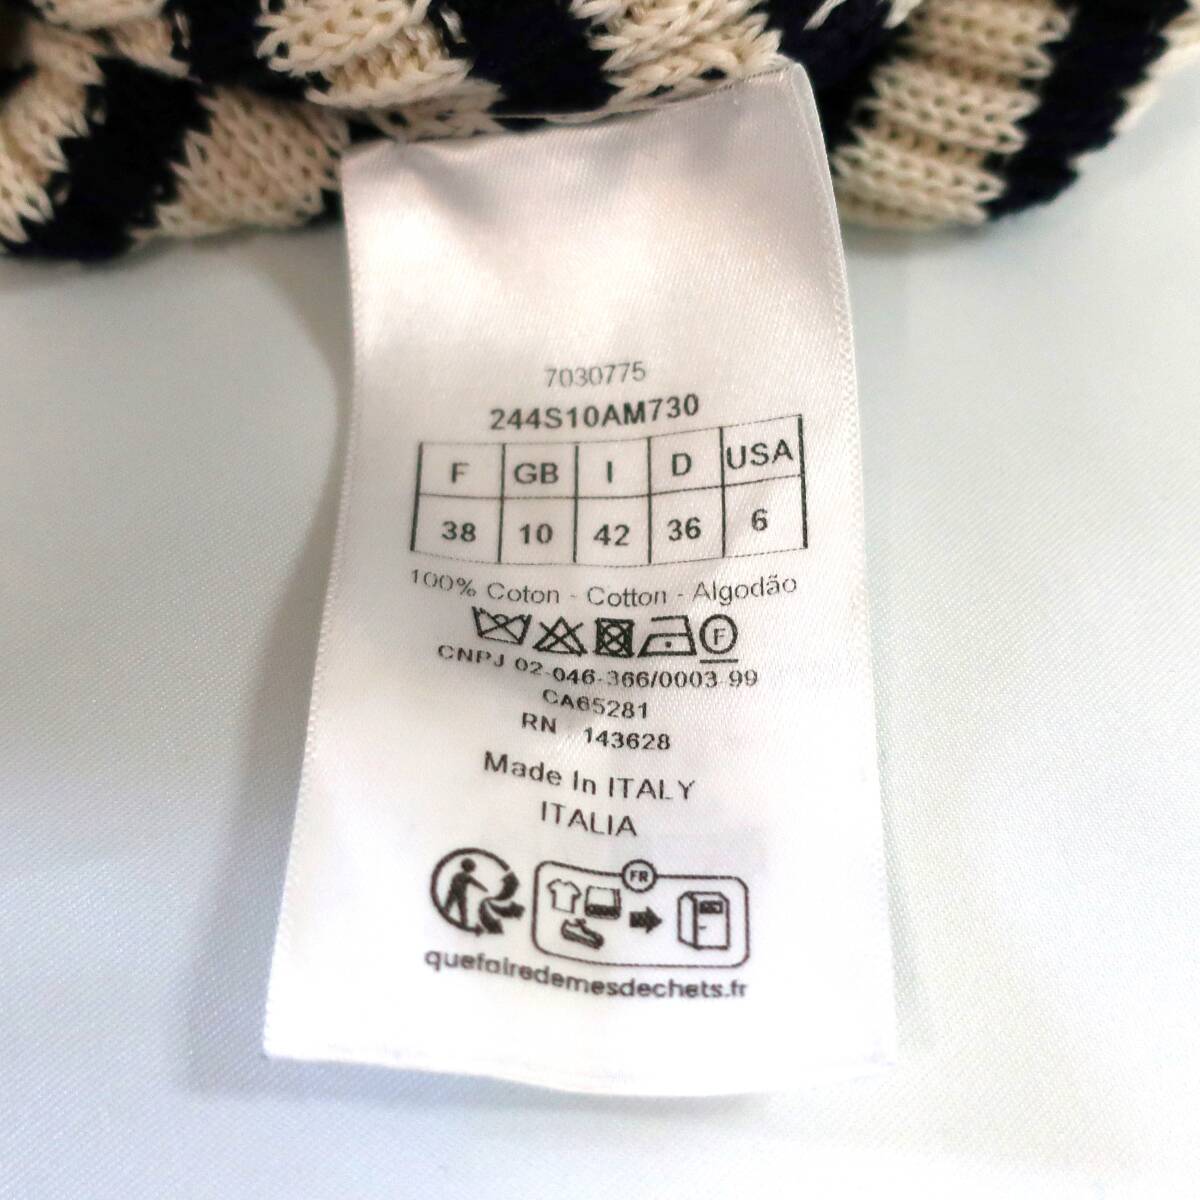 7030775
244S10AM730
F GB I D USA
38 10 42 36 6
100% Coton - Cotton - Algodão
F
CNPJ 02-046-366/0003-99
CA65281
RN 143628
Made In ITALY
ITALIA
FR
quefairedemesdechets.fr